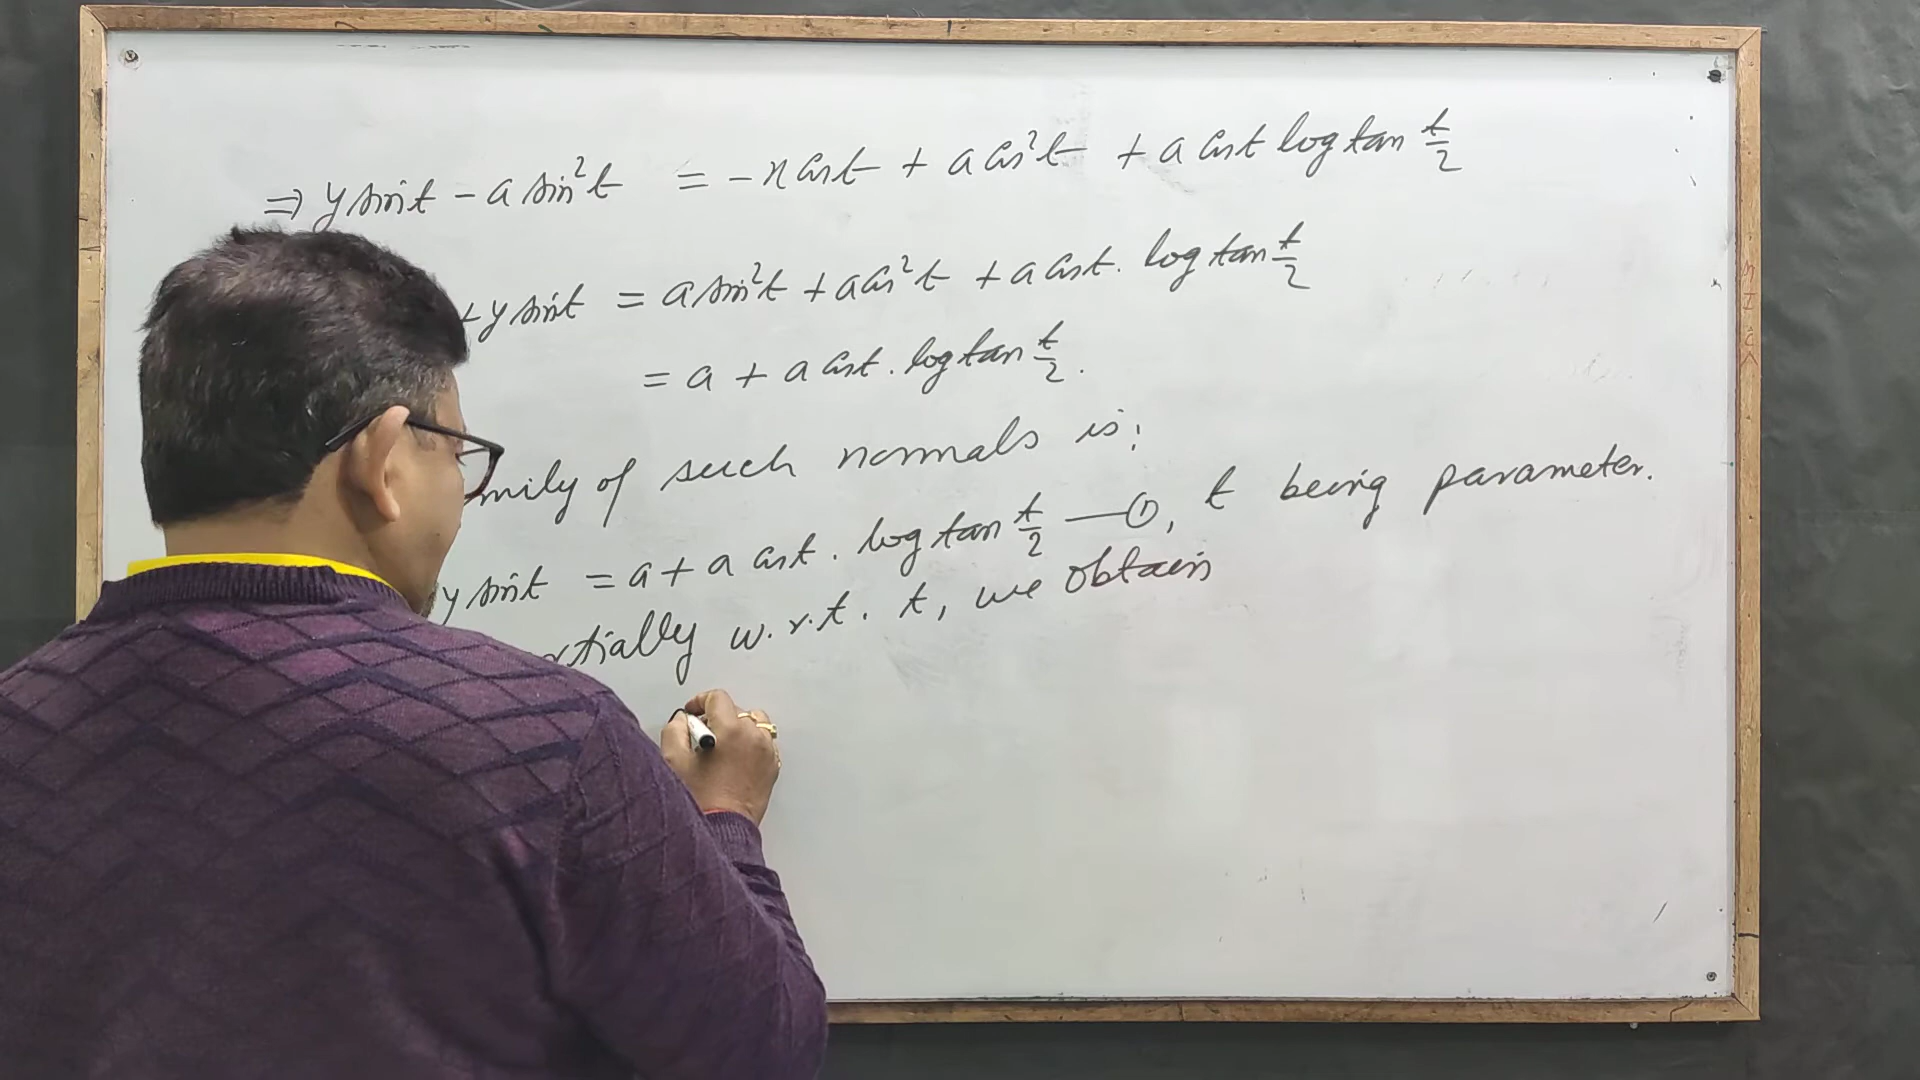 ⇒ y sint - a sin²t = -x cost + a cos²t + a cost log tan t/2
+ y sint = a sin²t + a cos²t + a cost. log tan t/2
= a + a cost. log tan t/2.
mily of such normals is:
y sint = a + a cost. log tan t/2 —①, t being parameter.
rtially w.r.t. t, we obtain